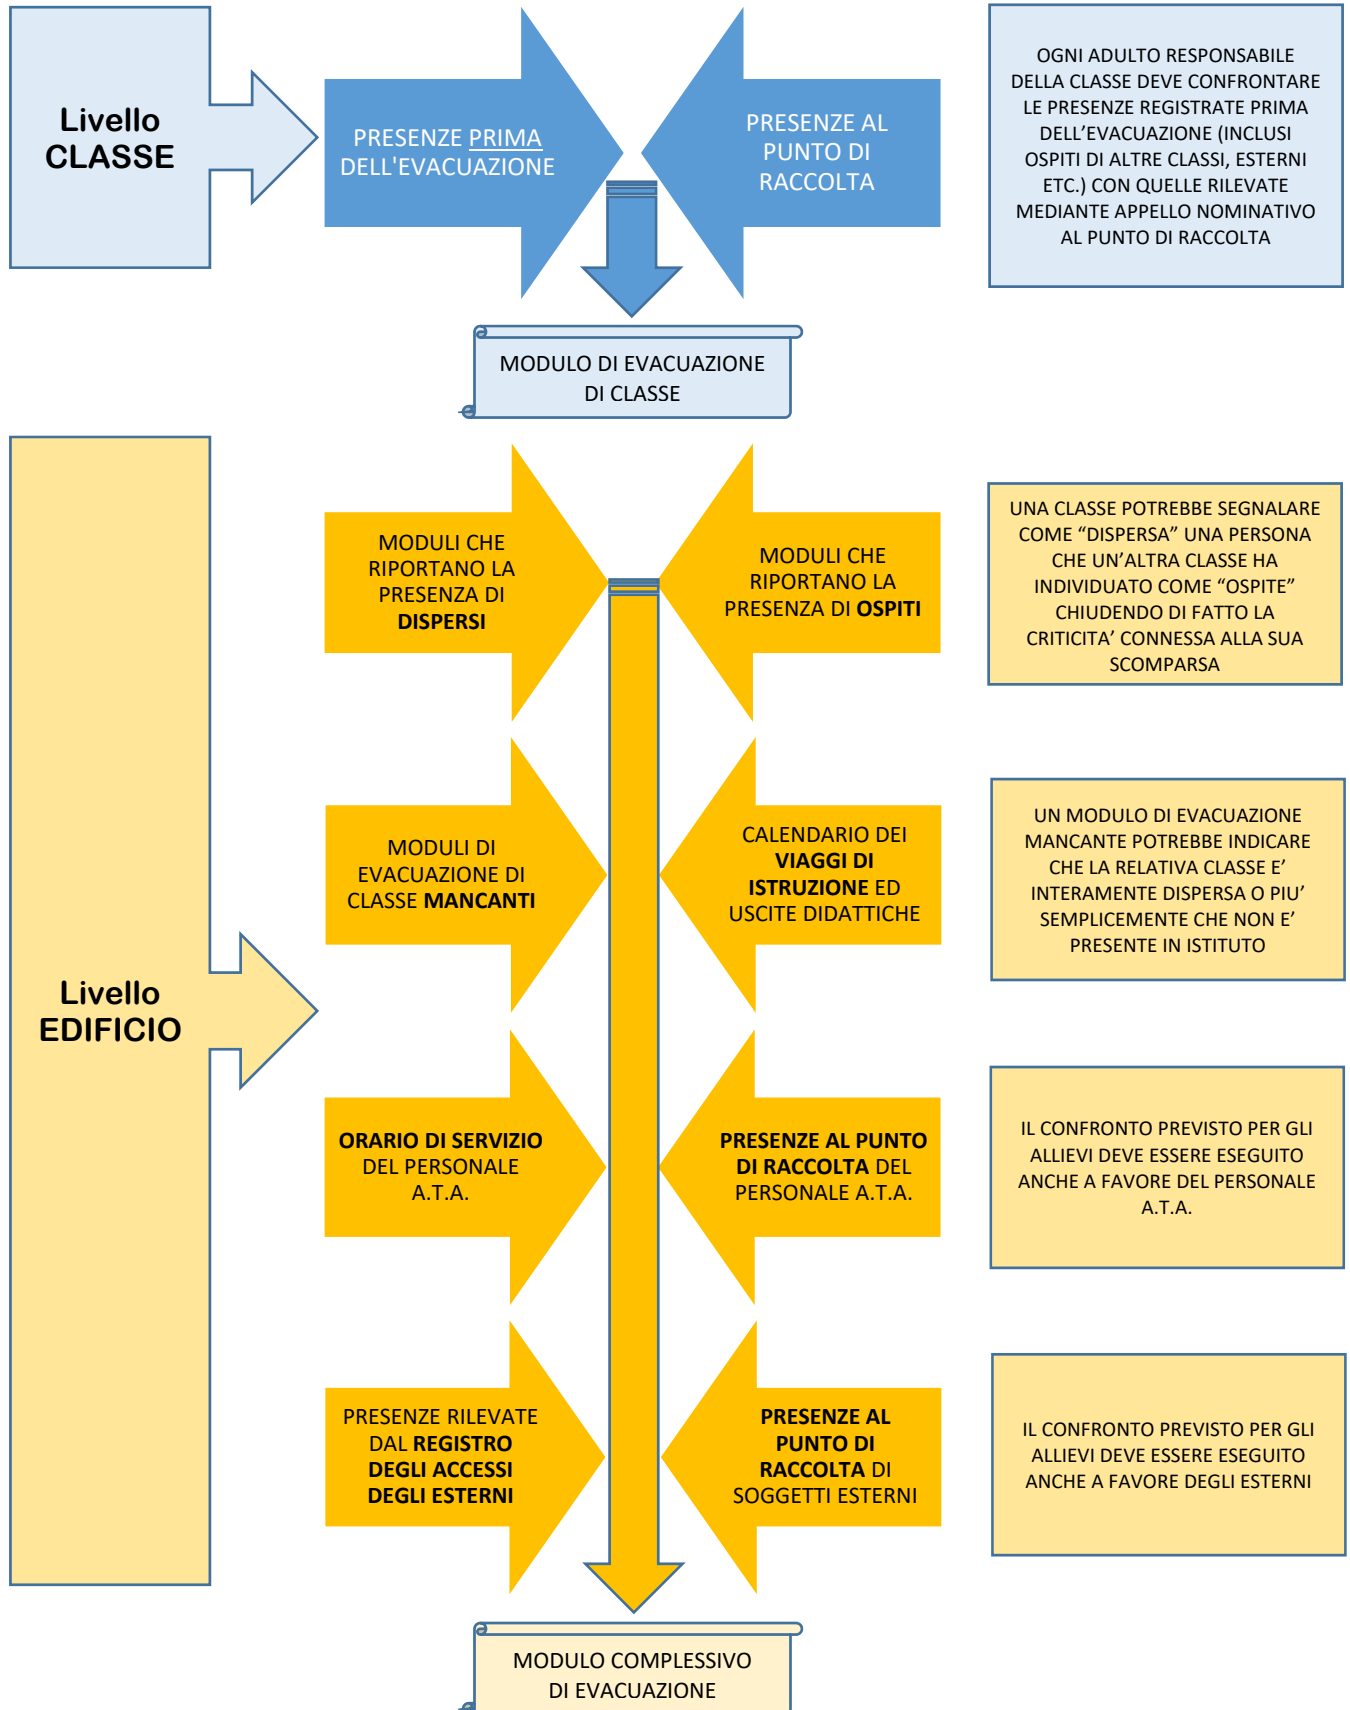 Livello
CLASSE
PRESENZE PRIMA
DELL'EVACUAZIONE
PRESENZE AL
PUNTO DI
RACCOLTA
OGNI ADULTO RESPONSABILE
DELLA CLASSE DEVE CONFRONTARE
LE PRESENZE REGISTRATE PRIMA
DELL’EVACUAZIONE (INCLUSI
OSPITI DI ALTRE CLASSI, ESTERNI
ETC.) CON QUELLE RILEVATE
MEDIANTE APPELLO NOMINATIVO
AL PUNTO DI RACCOLTA
MODULO DI EVACUAZIONE
DI CLASSE
Livello
EDIFICIO
MODULI CHE
RIPORTANO LA
PRESENZA DI
DISPERSI
MODULI CHE
RIPORTANO LA
PRESENZA DI OSPITI
UNA CLASSE POTREBBE SEGNALARE
COME “DISPERSA” UNA PERSONA
CHE UN’ALTRA CLASSE HA
INDIVIDUATO COME “OSPITE”
CHIUDENDO DI FATTO LA
CRITICITA’ CONNESSA ALLA SUA
SCOMPARSA
MODULI DI
EVACUAZIONE DI
CLASSE MANCANTI
CALENDARIO DEI
VIAGGI DI
ISTRUZIONE ED
USCITE DIDATTICHE
UN MODULO DI EVACUAZIONE
MANCANTE POTREBBE INDICARE
CHE LA RELATIVA CLASSE E’
INTERAMENTE DISPERSA O PIU’
SEMPLICEMENTE CHE NON E’
PRESENTE IN ISTITUTO
ORARIO DI SERVIZIO
DEL PERSONALE
A.T.A.
PRESENZE AL PUNTO
DI RACCOLTA DEL
PERSONALE A.T.A.
IL CONFRONTO PREVISTO PER GLI
ALLIEVI DEVE ESSERE ESEGUITO
ANCHE A FAVORE DEL PERSONALE
A.T.A.
PRESENZE RILEVATE
DAL REGISTRO
DEGLI ACCESSI
DEGLI ESTERNI
PRESENZE AL
PUNTO DI
RACCOLTA DI
SOGGETTI ESTERNI
IL CONFRONTO PREVISTO PER GLI
ALLIEVI DEVE ESSERE ESEGUITO
ANCHE A FAVORE DEGLI ESTERNI
MODULO COMPLESSIVO
DI EVACUAZIONE